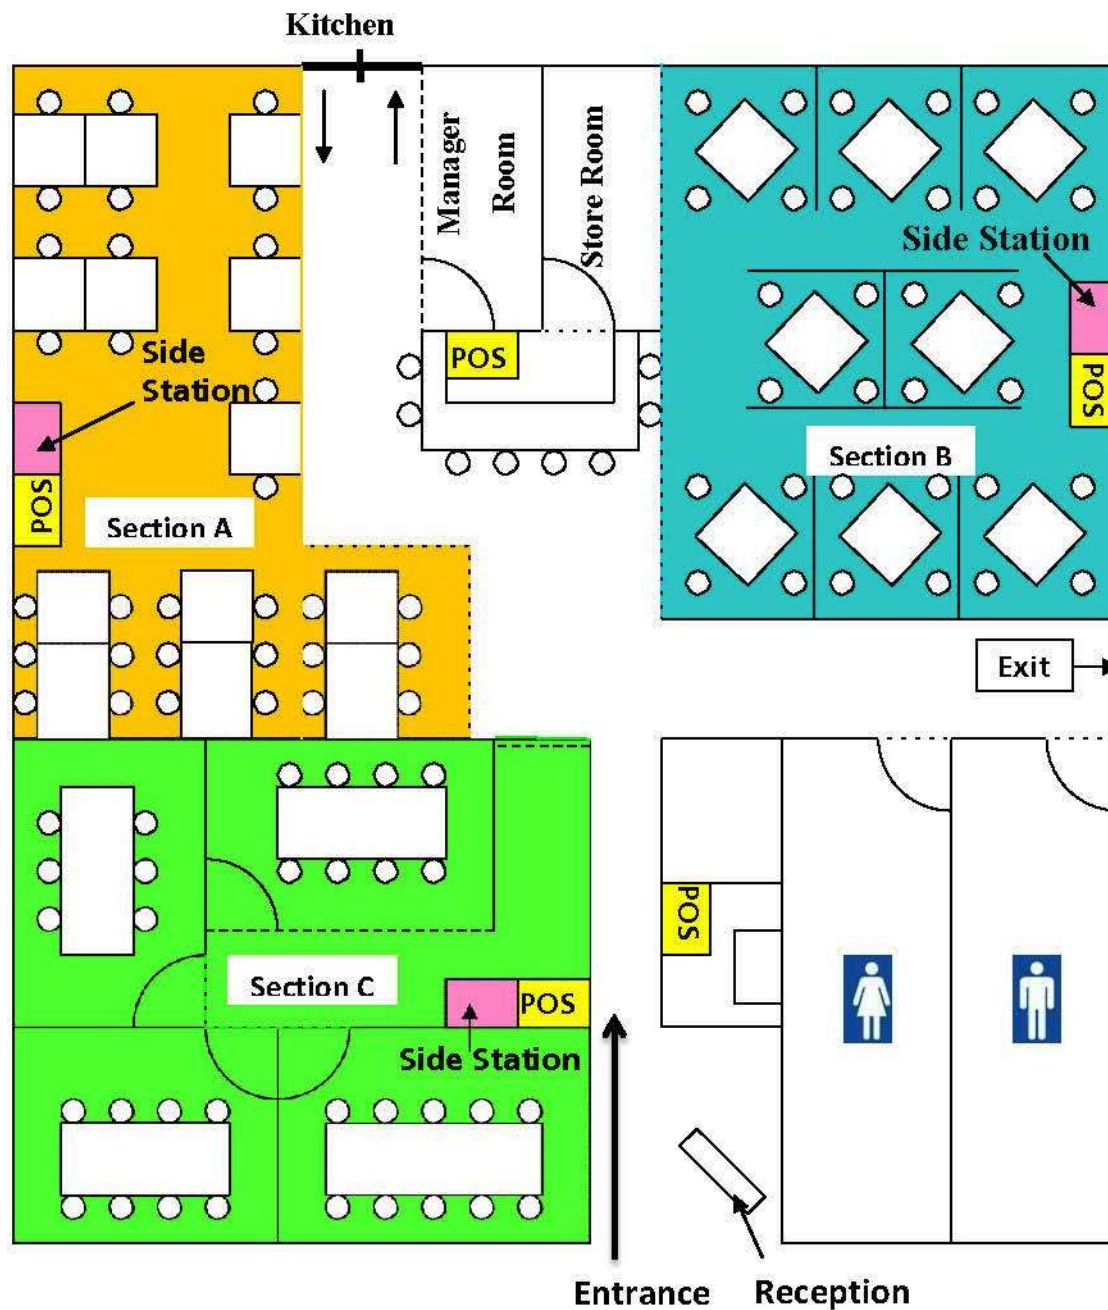 Kitchen
Manager
Room
Store Room
Side Station
POS
Side
Station
POS
Section B
POS
Section A
Exit
POS
Section C
POS
Side Station
Entrance
Reception